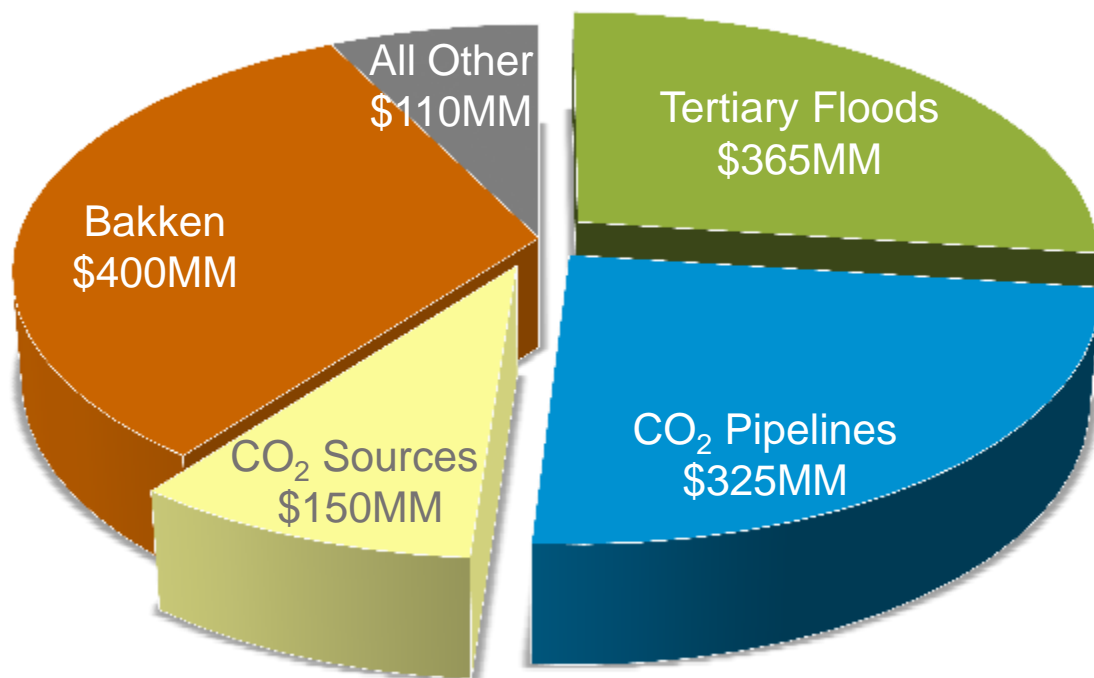 All Other
$110MM
Tertiary Floods
$365MM
Bakken
$400MM
CO₂ Pipelines
$325MM
CO₂ Sources
$150MM